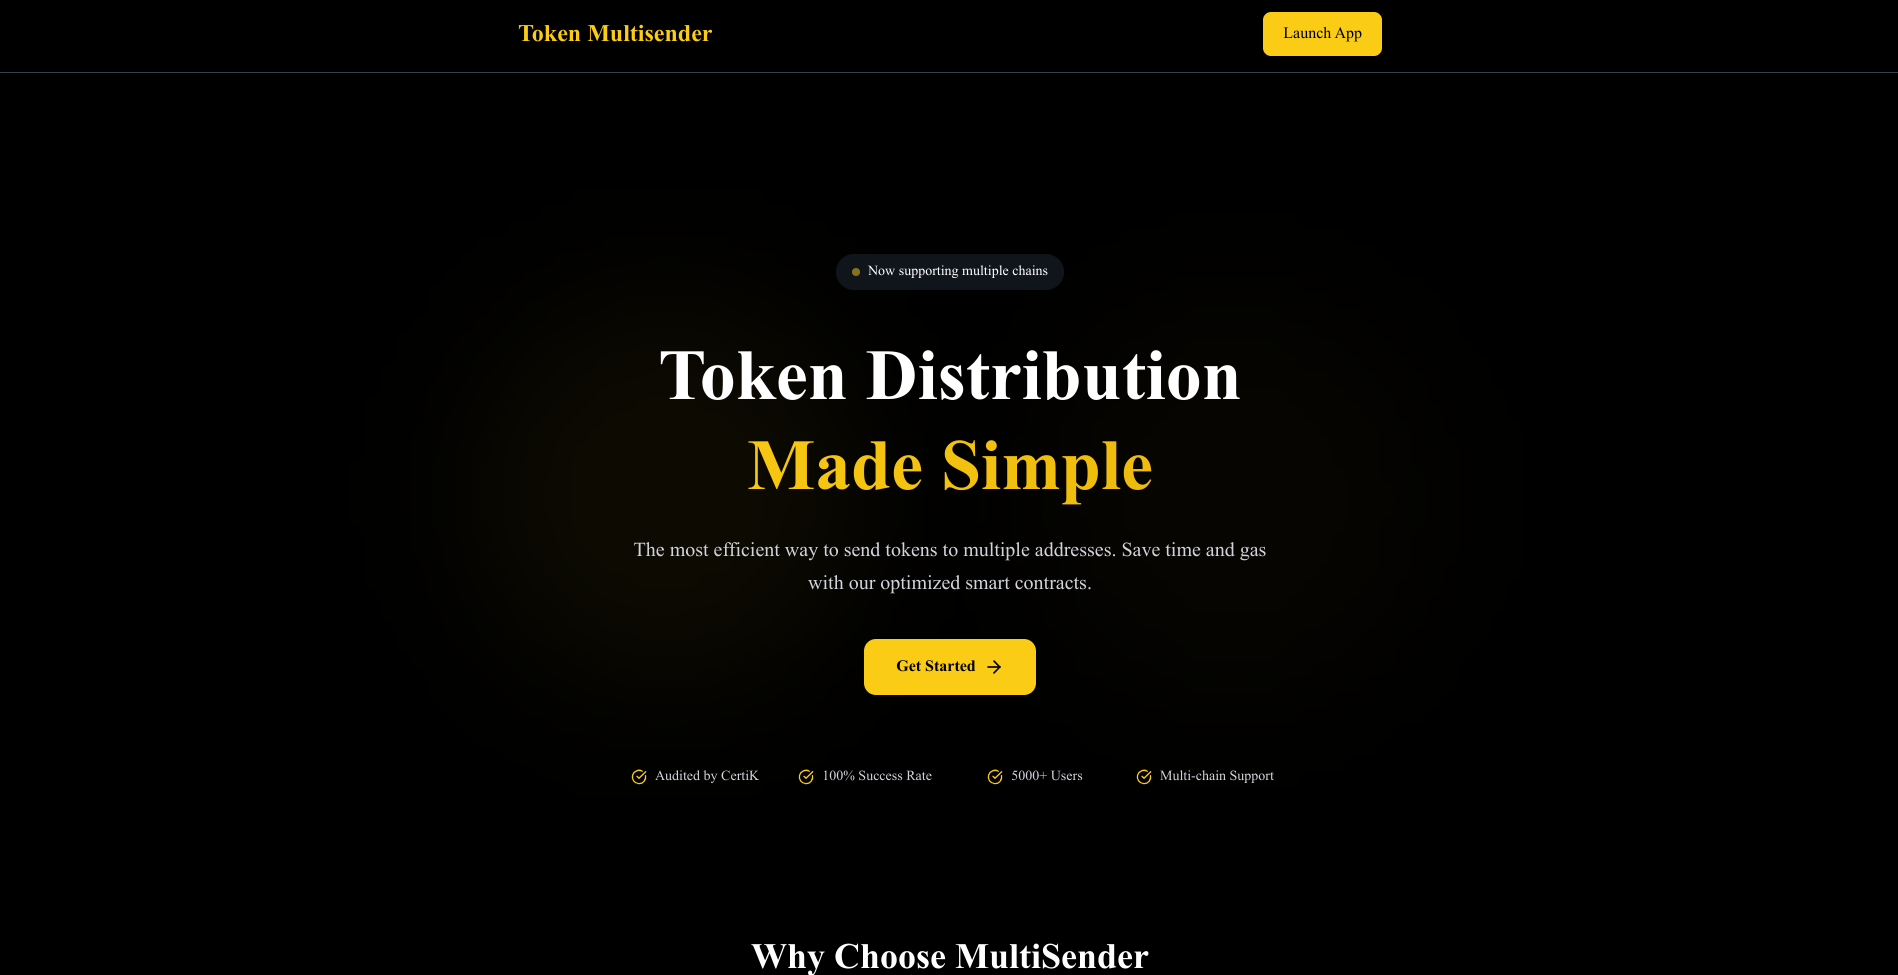 Token Multisender
Launch App
Now supporting multiple chains
Token Distribution
Made Simple
The most efficient way to send tokens to multiple addresses. Save time and gas
with our optimized smart contracts.
Get Started
Audited by CertiK
100% Success Rate
5000+ Users
Multi-chain Support
Why Choose MultiSender